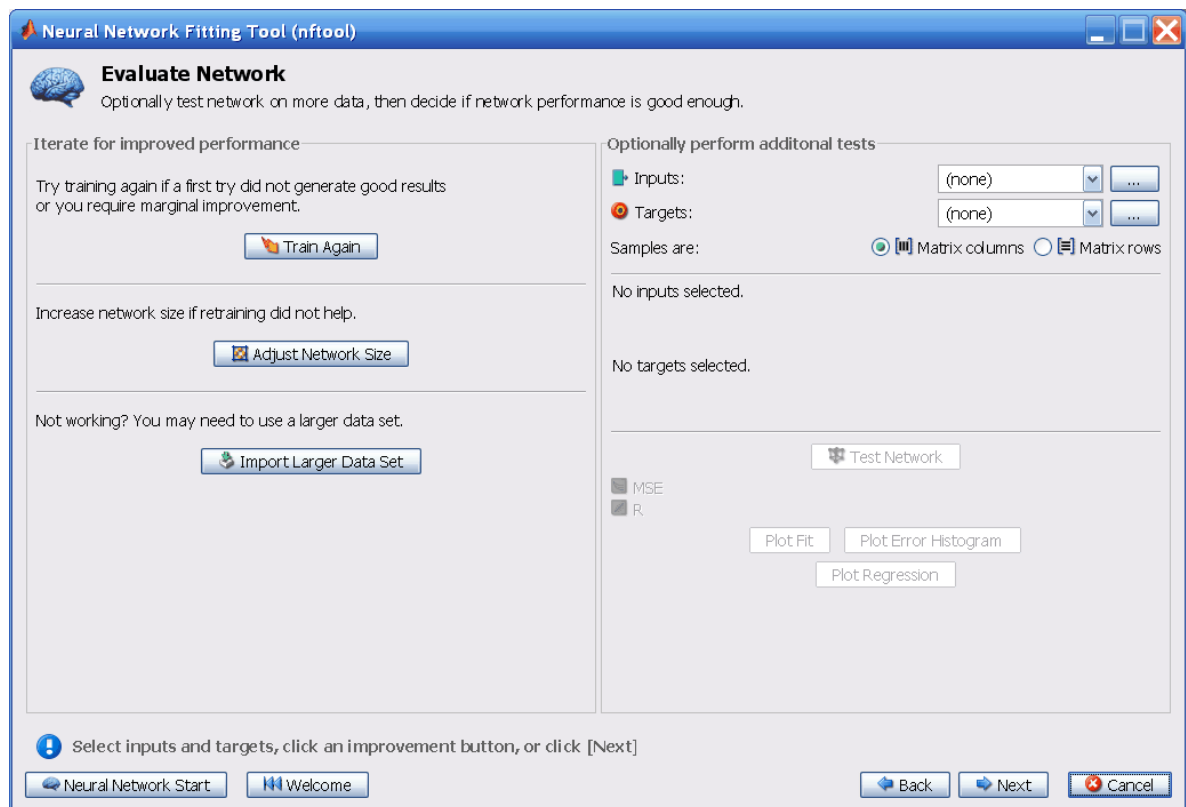 Neural Network Fitting Tool (nftool)
Evaluate Network
Optionally test network on more data, then decide if network performance is good enough.
Iterate for improved performance
Try training again if a first try did not generate good results
or you require marginal improvement.
Train Again
Increase network size if retraining did not help.
Adjust Network Size
Not working? You may need to use a larger data set.
Import Larger Data Set
Optionally perform additonal tests
Inputs: (none) ...
Targets: (none) ...
Samples are: Matrix columns Matrix rows
No inputs selected.
No targets selected.
Test Network
MSE
R
Plot Fit Plot Error Histogram
Plot Regression
Select inputs and targets, click an improvement button, or click [Next]
Neural Network Start Welcome Back Next Cancel